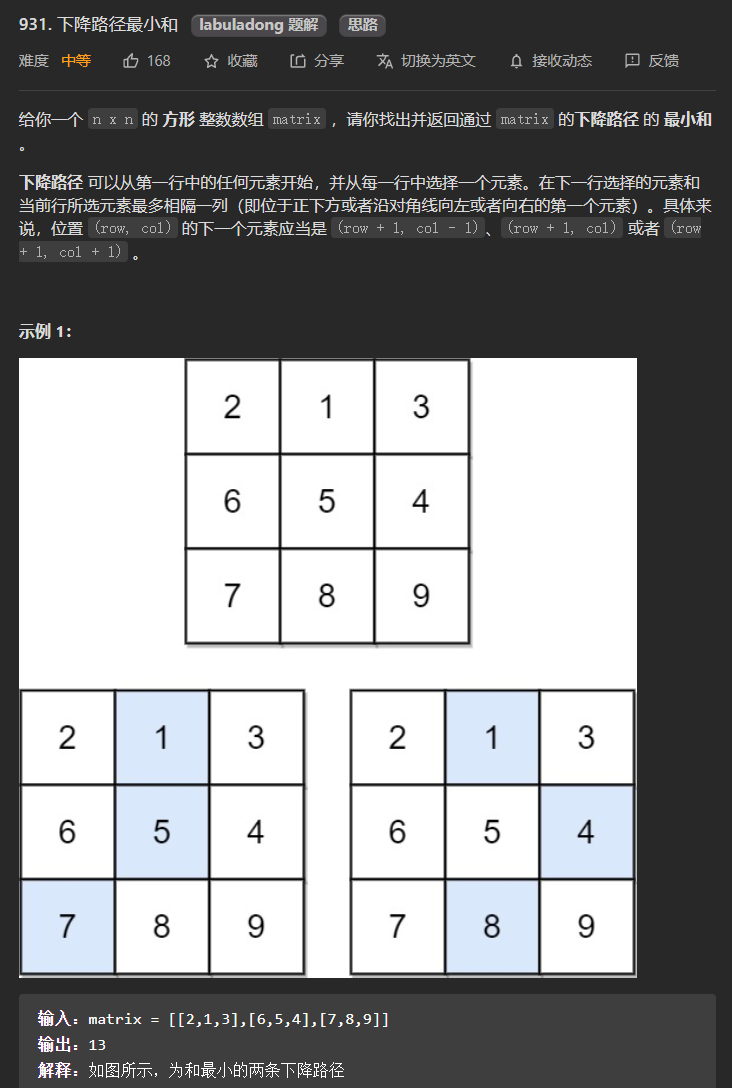 931. 下降路径最小和 labuladong 题解 思路
难度 中等 168 收藏 分享 切换为英文 接收动态 反馈
给你一个 n x n 的 方形 整数数组 matrix ，请你找出并返回通过 matrix 的下降路径 的 最小和
。
下降路径 可以从第一行中的任何元素开始，并从每一行中选择一个元素。在下一行选择的元素和
当前行所选元素最多相隔一列（即位于正下方或者沿对角线向左或者向右的第一个元素）。具体来
说，位置 (row, col) 的下一个元素应当是 (row + 1, col - 1)、(row + 1, col) 或者 (row
+ 1, col + 1) 。
示例 1：
2 1 3
6 5 4
7 8 9
2 1 3 2 1 3
6 5 4 6 5 4
7 8 9 7 8 9
输入：matrix = [[2,1,3],[6,5,4],[7,8,9]]
输出：13
解释：如图所示，为和最小的两条下降路径